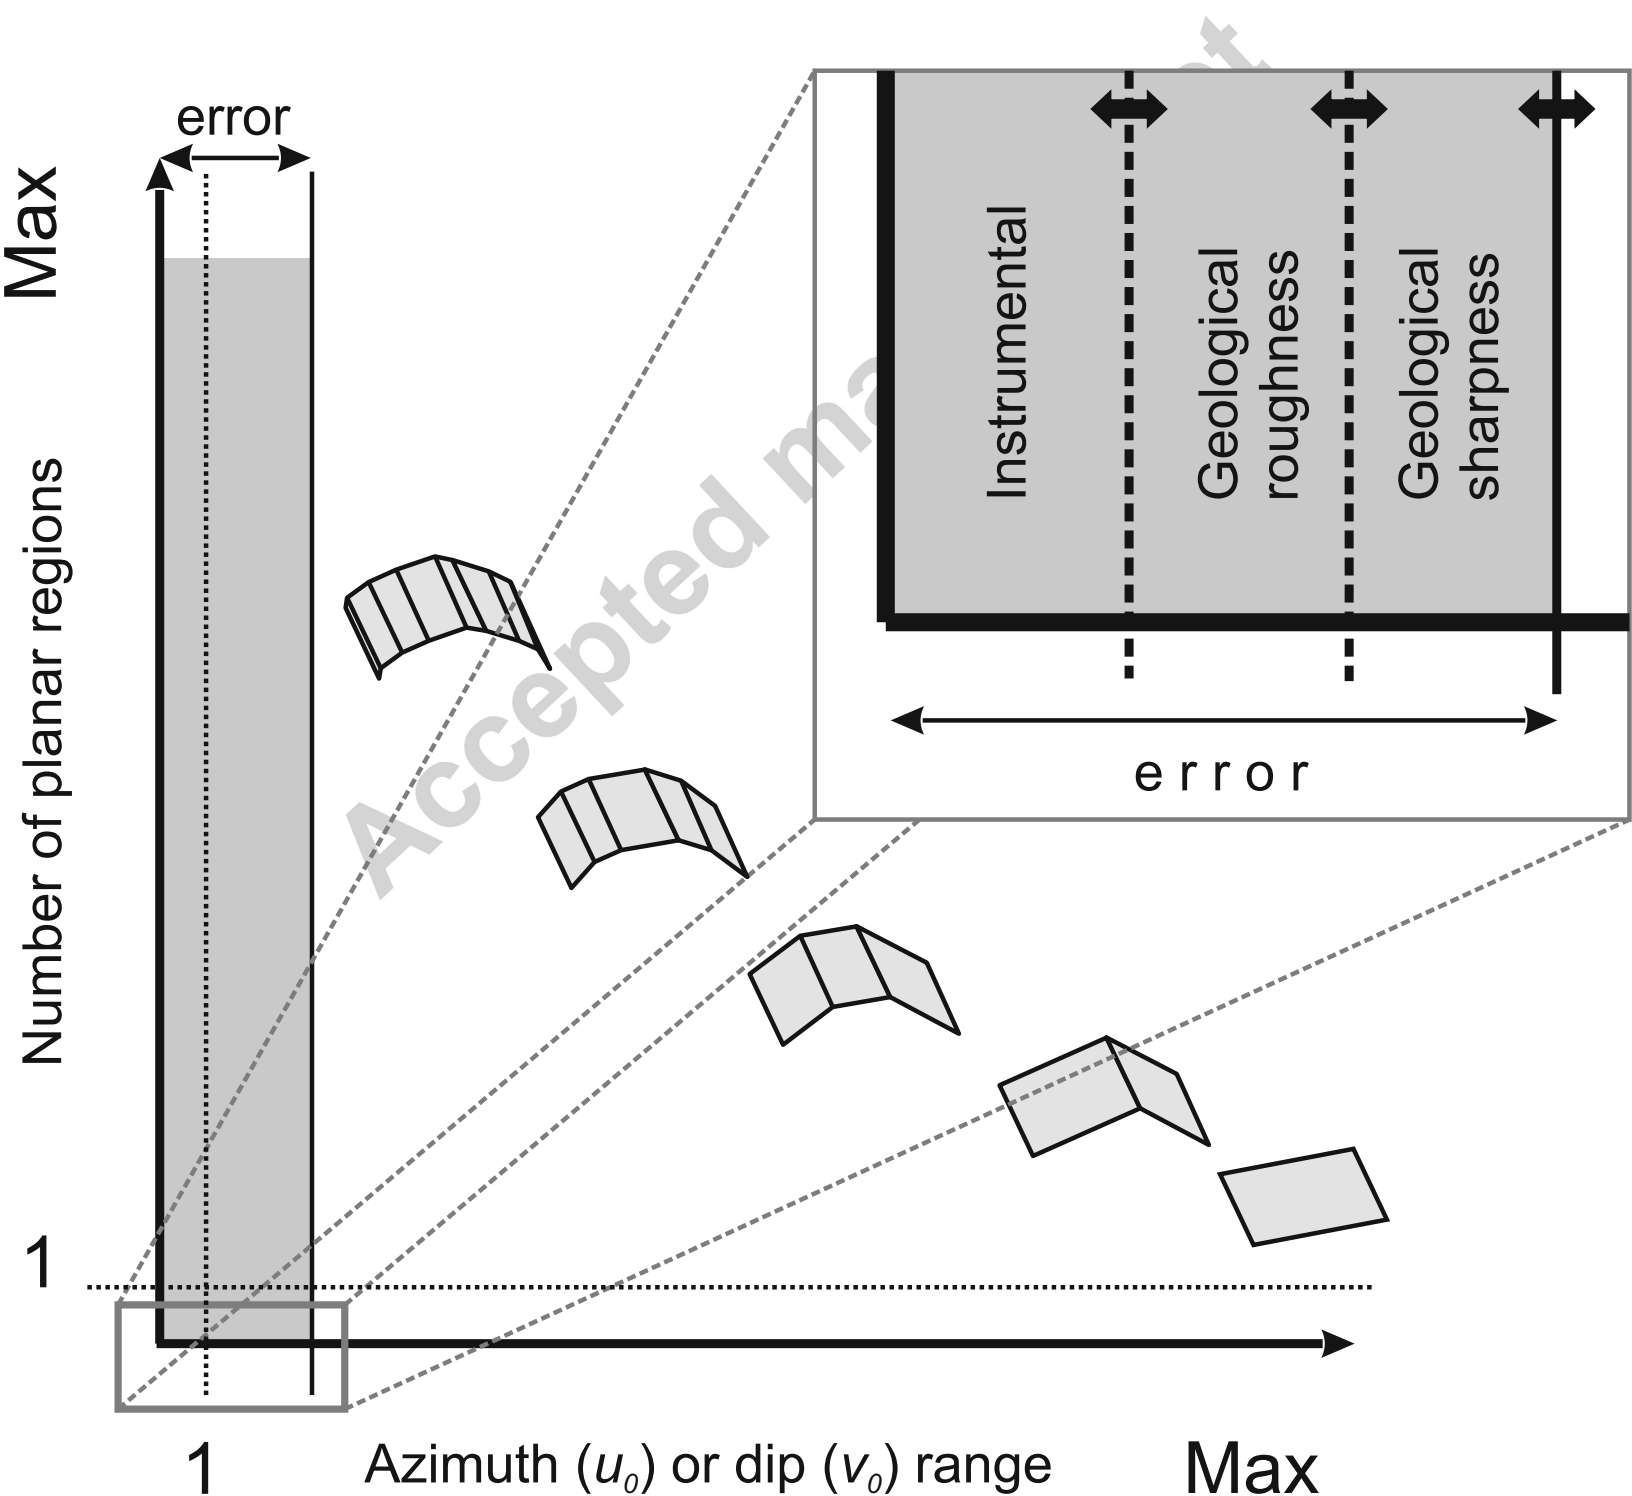 error
Max
Number of planar regions
1
1
Azimuth (u₀) or dip (v₀) range
Max
Instrumental
Geological
roughness
Geological
sharpness
error
Accepted ma
t